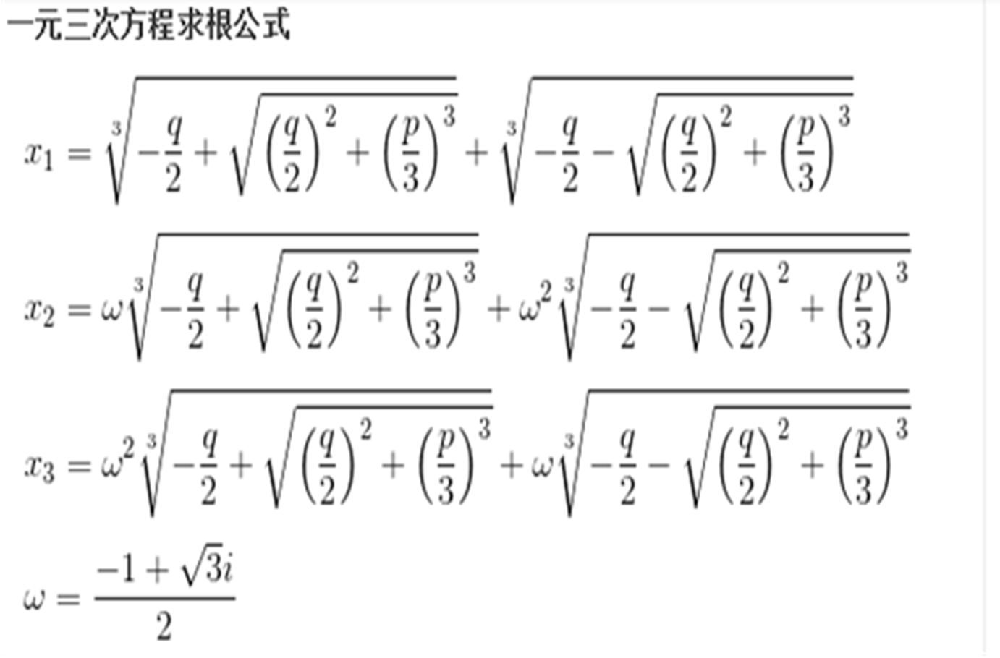 一元三次方程求根公式
x₁ = ∛(−q/2 + √((q/2)² + (p/3)³)) + ∛(−q/2 − √((q/2)² + (p/3)³))
x₂ = ω∛(−q/2 + √((q/2)² + (p/3)³)) + ω²∛(−q/2 − √((q/2)² + (p/3)³))
x₃ = ω²∛(−q/2 + √((q/2)² + (p/3)³)) + ω∛(−q/2 − √((q/2)² + (p/3)³))
ω = (−1 + √3i)/2